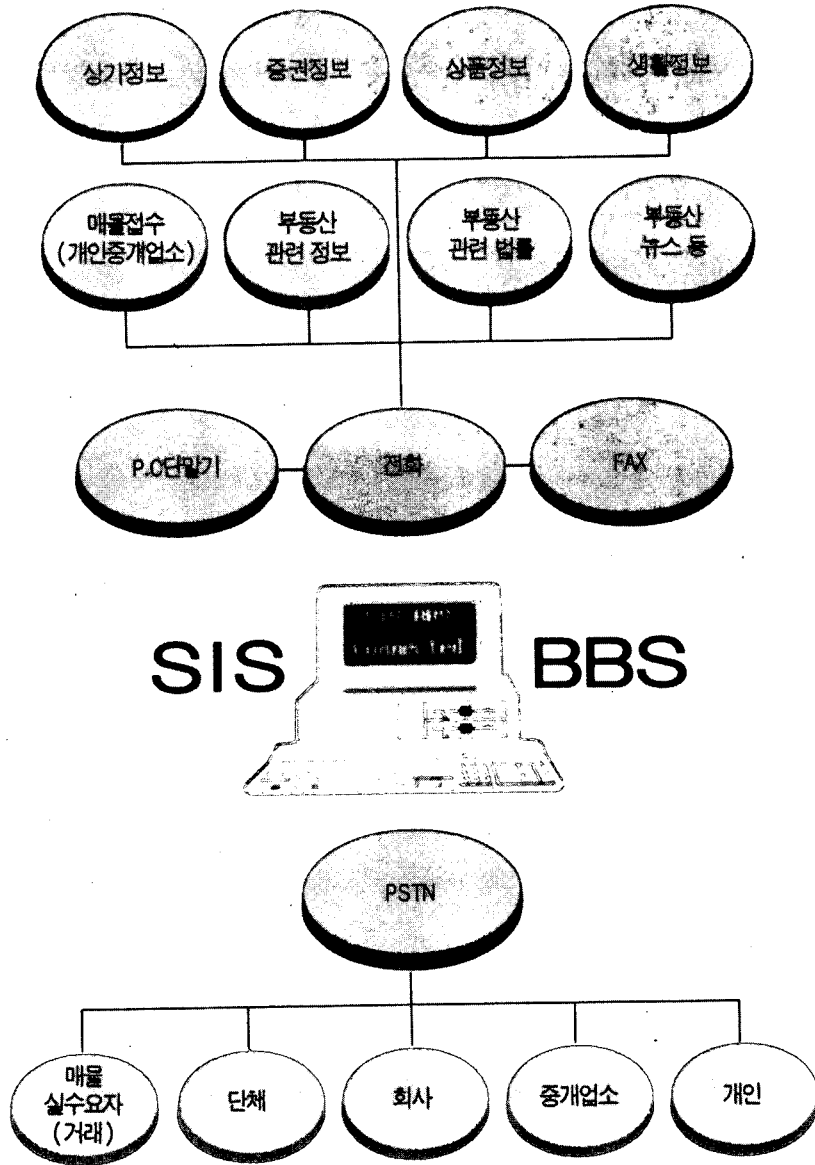 상가정보
증권정보
상품정보
생활정보
매물접수
(개인중개업소)
부동산
관련 정보
부동산
관련 법률
부동산
뉴스 등
P.C단말기
전화
FAX
SIS
BBS
PSTN
매물
실수요자
(거래)
단체
회사
중개업소
개인